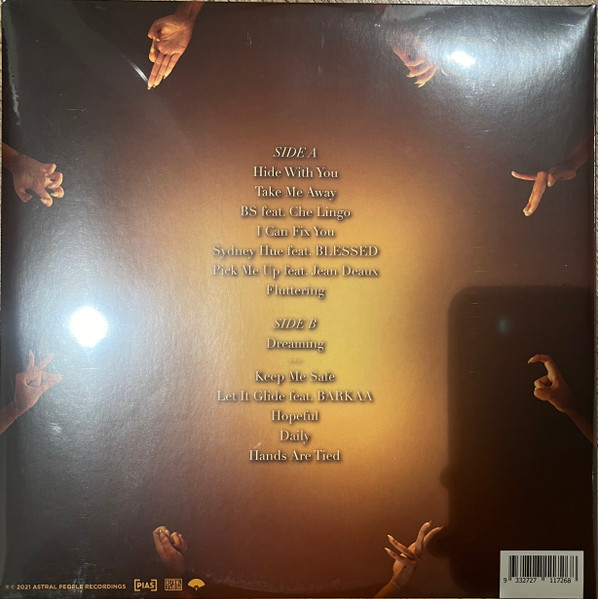 SIDE A
Hide With You
Take Me Away
BS feat. Che Lingo
I Can Fix You
Sydney Hue feat. BLESSED
Pick Me Up feat. Jean Deaux
Fluttering
SIDE B
Dreaming
...
Keep Me Safe
Let It Glide feat. BARKAA
Hopeful
Daily
Hands Are Tied
℗ © 2021 ASTRAL PEOPLE RECORDINGS
[PIAS]
9 332727 117268